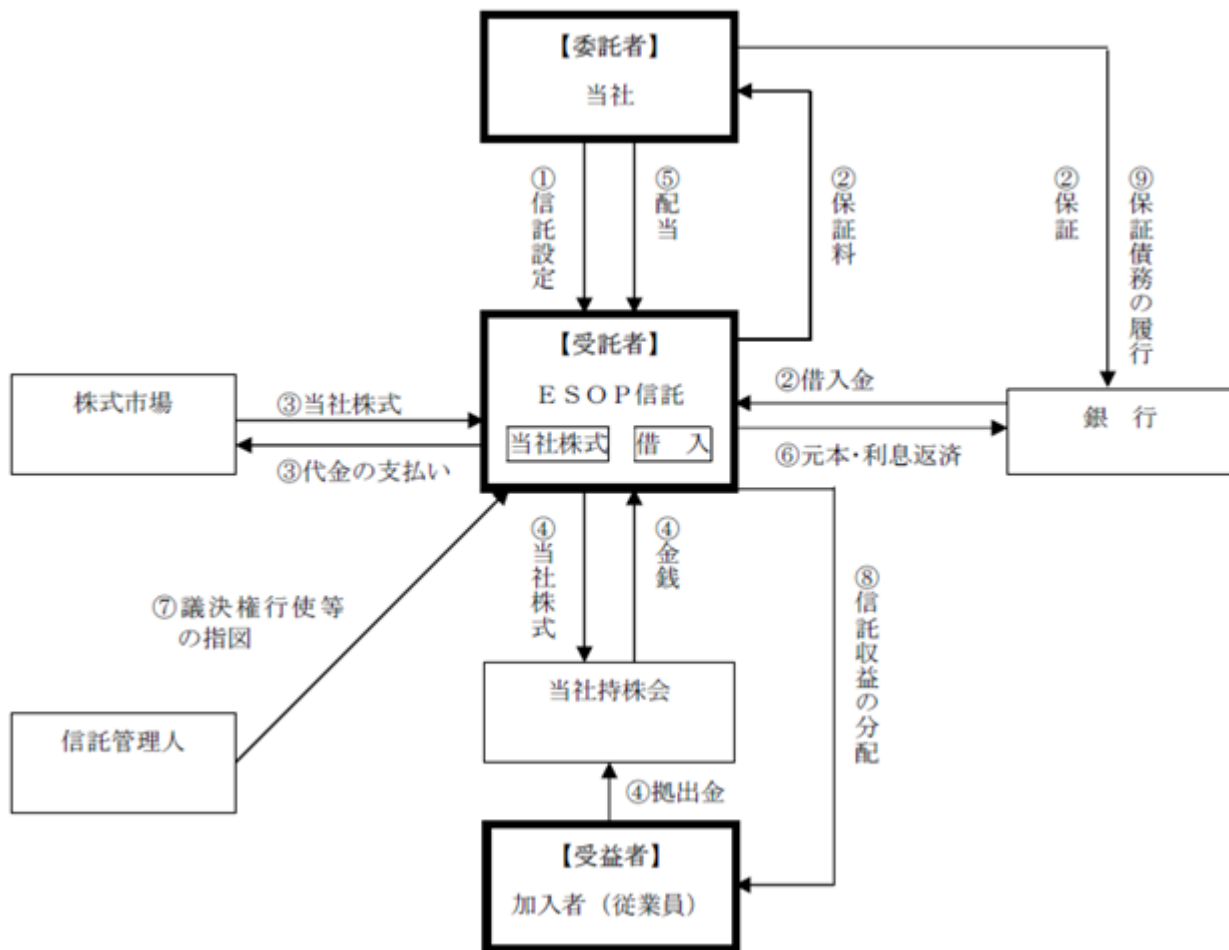 【委託者】
当社
①信託設定
⑤配当
②保証料
②保証
⑨保証債務の履行
【受託者】
ＥＳＯＰ信託
当社株式
借　入
株式市場
③当社株式
③代金の支払い
②借入金
⑥元本・利息返済
銀　行
④当社株式
④金銭
⑧信託収益の分配
⑦議決権行使等
の指図
当社持株会
信託管理人
④拠出金
【受益者】
加入者（従業員）